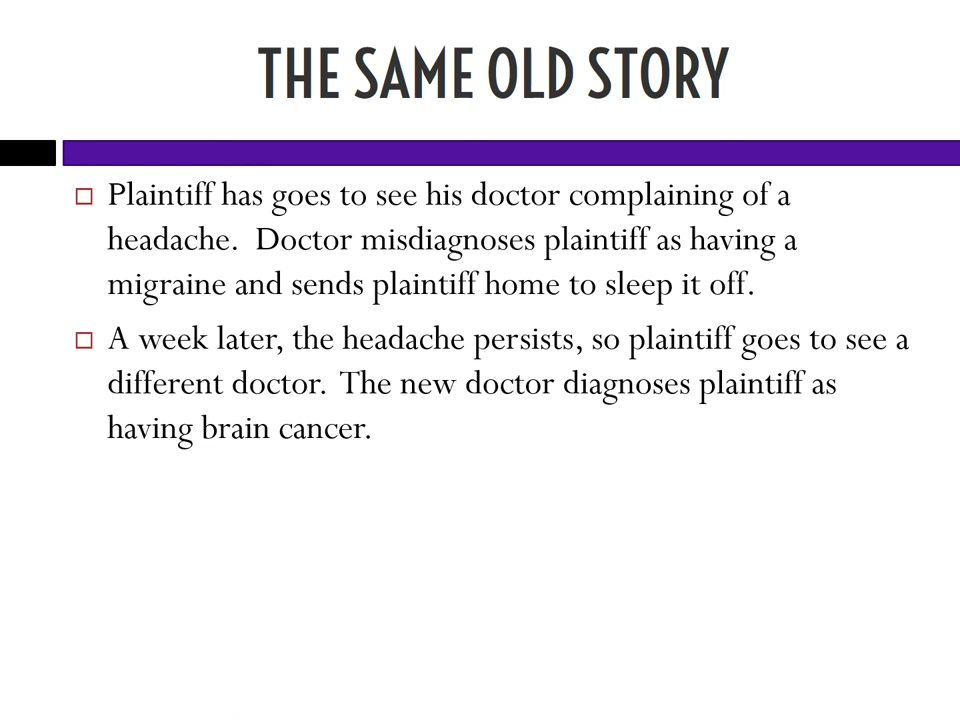 THE SAME OLD STORY
Plaintiff has goes to see his doctor complaining of a
headache.  Doctor misdiagnoses plaintiff as having a
migraine and sends plaintiff home to sleep it off.
A week later, the headache persists, so plaintiff goes to see a
different doctor.  The new doctor diagnoses plaintiff as
having brain cancer.